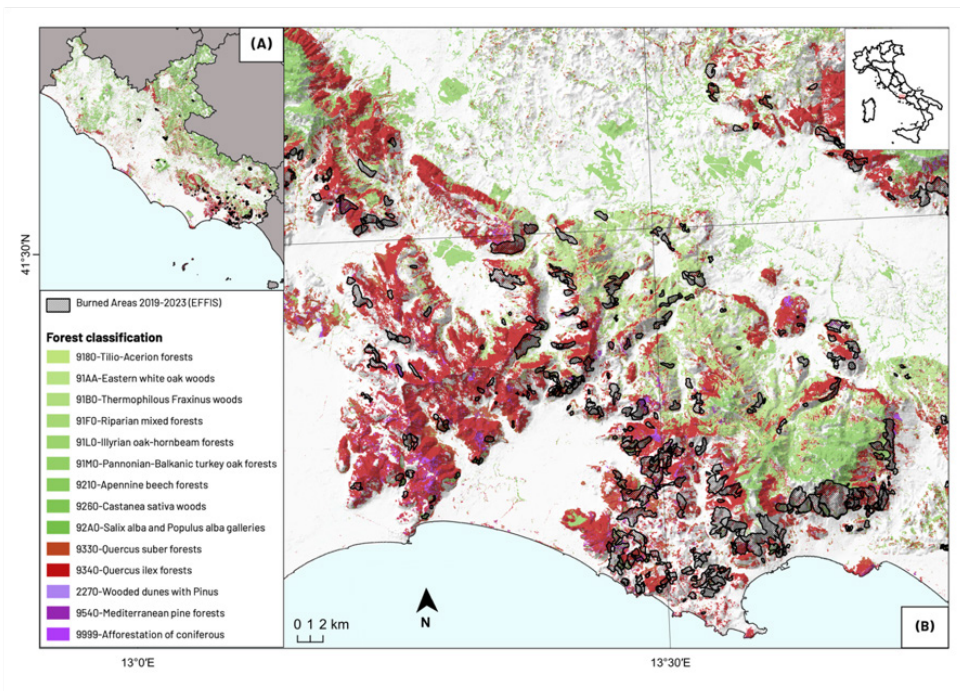 (A)
41°30'N
Burned Areas 2019-2023 (EFFIS)
Forest classification
9180-Tilio-Acerion forests
91AA-Eastern white oak woods
91B0-Thermophilous Fraxinus woods
91F0-Riparian mixed forests
91L0-Illyrian oak-hornbeam forests
91M0-Pannonian-Balkanic turkey oak forests
9210-Apennine beech forests
9260-Castanea sativa woods
92A0-Salix alba and Populus alba galleries
9330-Quercus suber forests
9340-Quercus ilex forests
2270-Wooded dunes with Pinus
9540-Mediterranean pine forests
9999-Afforestation of coniferous
0 1 2 km
N
(B)
13°0'E
13°30'E